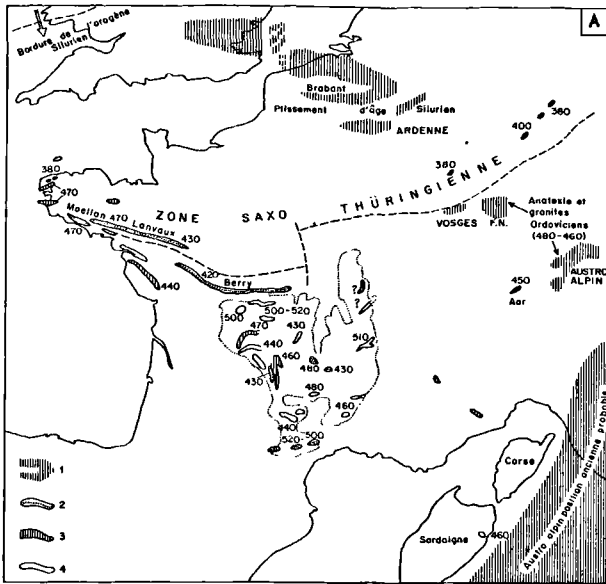 A
Bordure de l'orogène
Silurien
Brabant
Plissement d'âge Silurien
ARDENNE
380
400
380
380
470
ZONE SAXO THÜRINGIENNE
Moellan 470 Lanvaux 430
470
VOSGES
F.N.
Anatexie et
granites
Ordoviciens
(480-460)
AUSTRO
ALPIN
450
Aar
440
420
Berry
500
500-520
470
430
440
460
430
480
430
510
? ?
480
460
440
520-500
Corse
Sardaigne
460
Austro alpin position ancienne probable
1
2
3
4